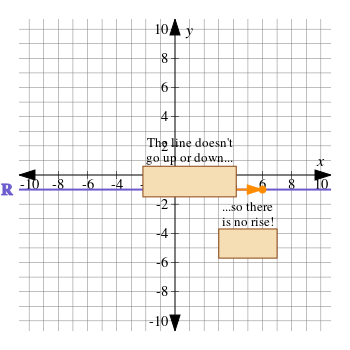 10
y
8
6
4
2
The line doesn't
go up or down...
x
-10 -8 -6 -4 6 8 10
R
-2
...so there
is no rise!
-4
-6
-8
-10